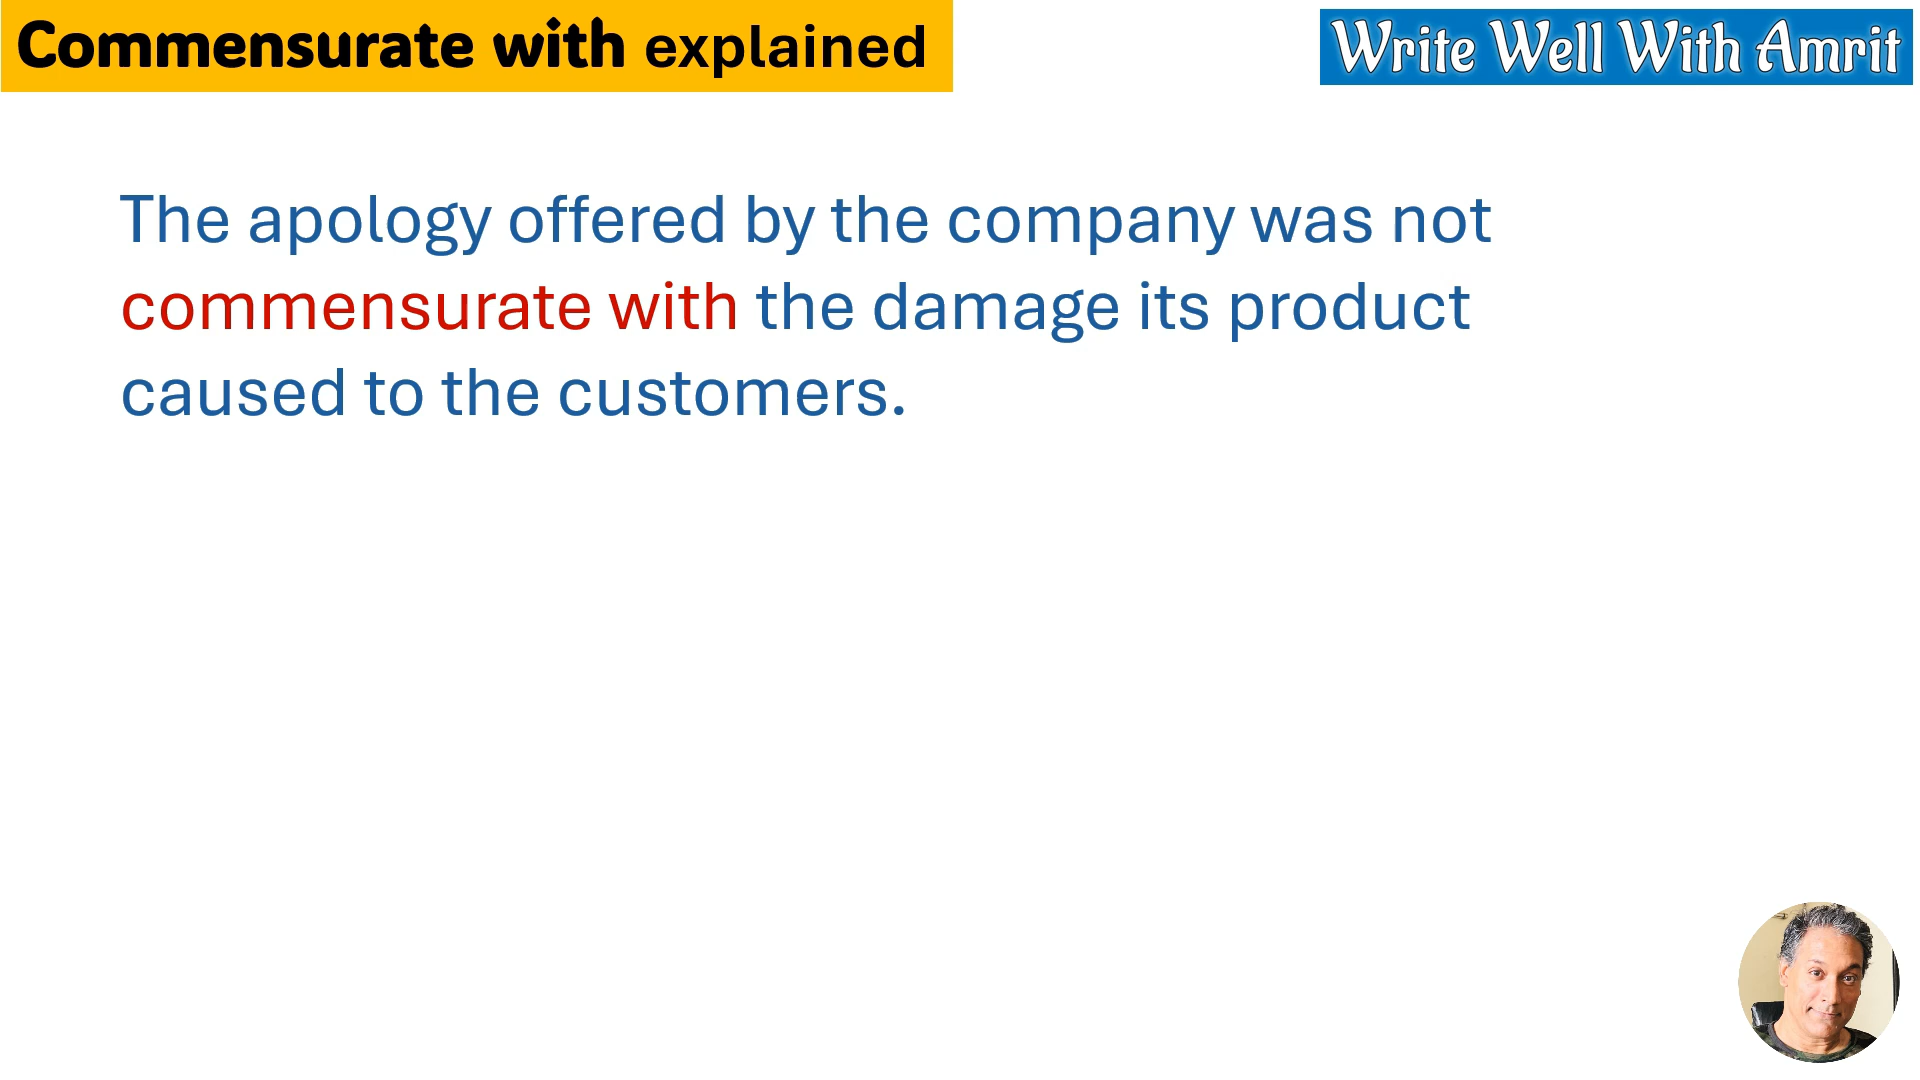 Commensurate with explained
Write Well With Amrit
The apology offered by the company was not
commensurate with the damage its product
caused to the customers.